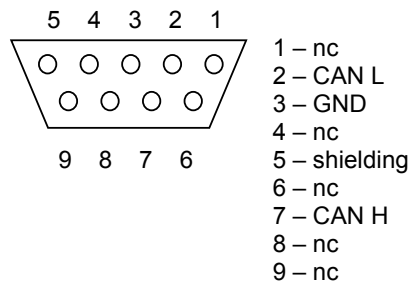 5 4 3 2 1
9 8 7 6
1 – nc
2 – CAN L
3 – GND
4 – nc
5 – shielding
6 – nc
7 – CAN H
8 – nc
9 – nc